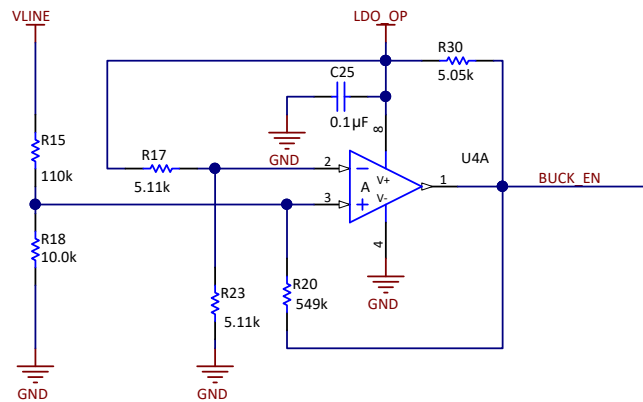 VLINE
LDO_OP
R30
5.05k
C25
0.1µF
GND
8
U4A
R15
110k
R17
5.11k
2
V+
A
V-
1
BUCK_EN
3
R18
10.0k
4
R20
549k
GND
R23
5.11k
GND
GND